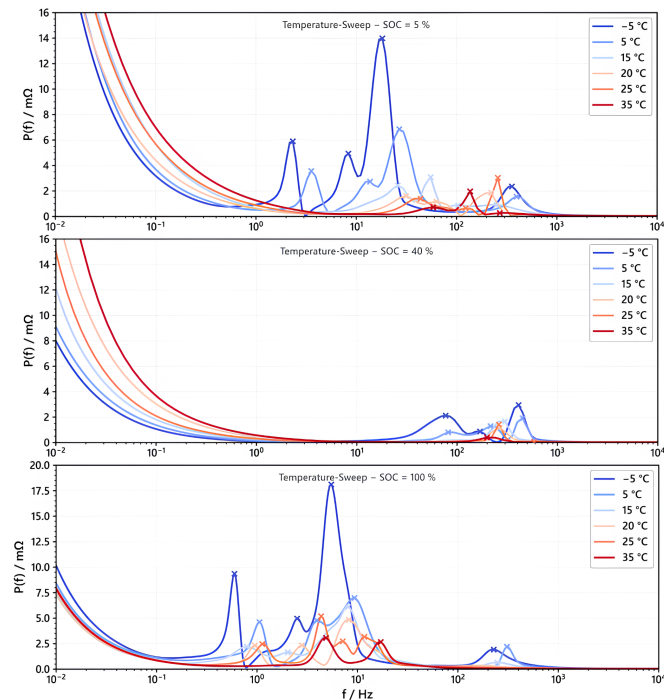 Temperature-Sweep – SOC = 5 %
P(f) / mΩ
16
14
12
10
8
6
4
2
0
10⁻² 10⁻¹ 10⁰ 10¹ 10² 10³ 10⁴
−5 °C
5 °C
15 °C
20 °C
25 °C
35 °C
Temperature-Sweep – SOC = 40 %
P(f) / mΩ
16
14
12
10
8
6
4
2
0
10⁻² 10⁻¹ 10⁰ 10¹ 10² 10³ 10⁴
−5 °C
5 °C
15 °C
20 °C
25 °C
35 °C
Temperature-Sweep – SOC = 100 %
P(f) / mΩ
20.0
17.5
15.0
12.5
10.0
7.5
5.0
2.5
0.0
10⁻² 10⁻¹ 10⁰ 10¹ 10² 10³ 10⁴
−5 °C
5 °C
15 °C
20 °C
25 °C
35 °C
f / Hz